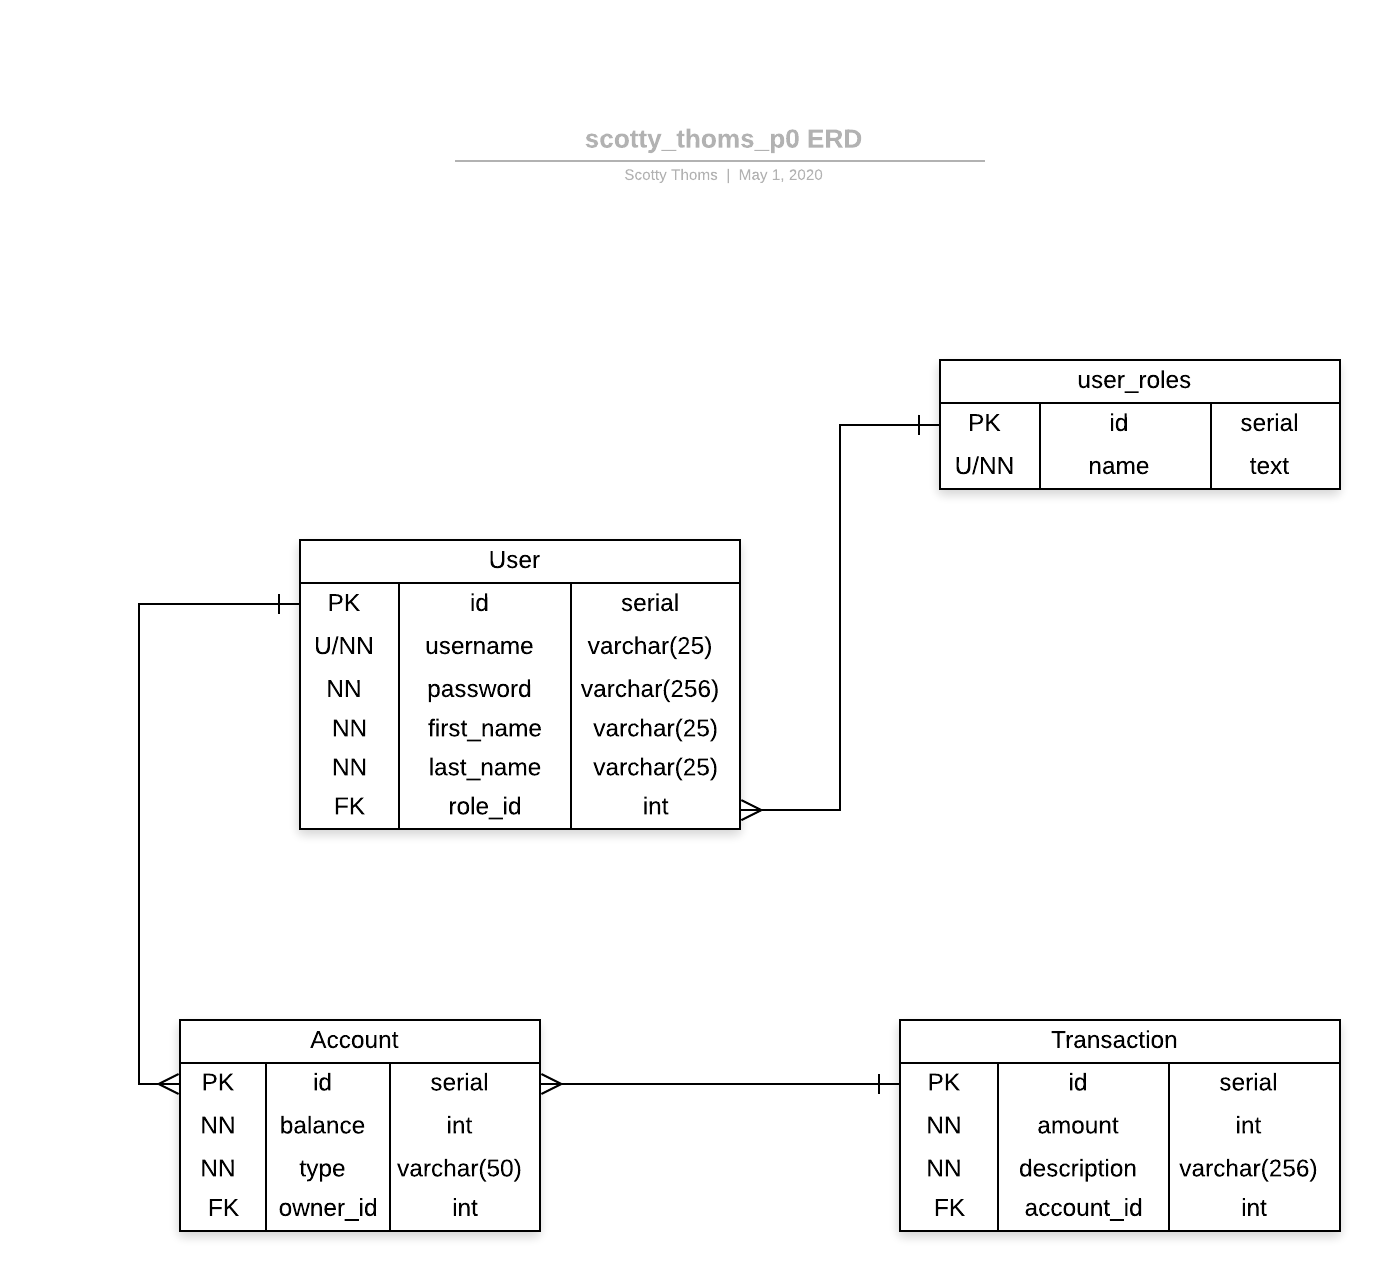 scotty_thoms_p0 ERD
Scotty Thoms | May 1, 2020
user_roles
PK id serial
U/NN name text
User
PK id serial
U/NN username varchar(25)
NN password varchar(256)
NN first_name varchar(25)
NN last_name varchar(25)
FK role_id int
Account
PK id serial
NN balance int
NN type varchar(50)
FK owner_id int
Transaction
PK id serial
NN amount int
NN description varchar(256)
FK account_id int